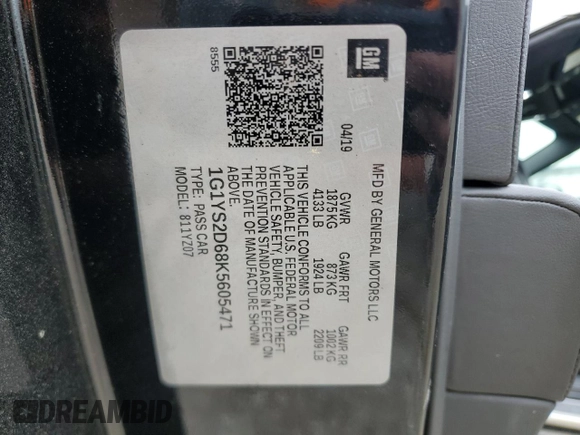 GM
MFD BY GENERAL MOTORS LLC
04/19
GVWR GAWR FRT GAWR RR
1875 KG 873 KG 1002 KG
4133 LB 1924 LB 2209 LB
THIS VEHICLE CONFORMS TO ALL
APPLICABLE U.S. FEDERAL MOTOR
VEHICLE SAFETY, BUMPER, AND THEFT
PREVENTION STANDARDS IN EFFECT ON
THE DATE OF MANUFACTURE SHOWN
ABOVE.
1G1YS2D68K5605471
TYPE: PASS CAR
MODEL: 811YZ07
8555
DREAMBID